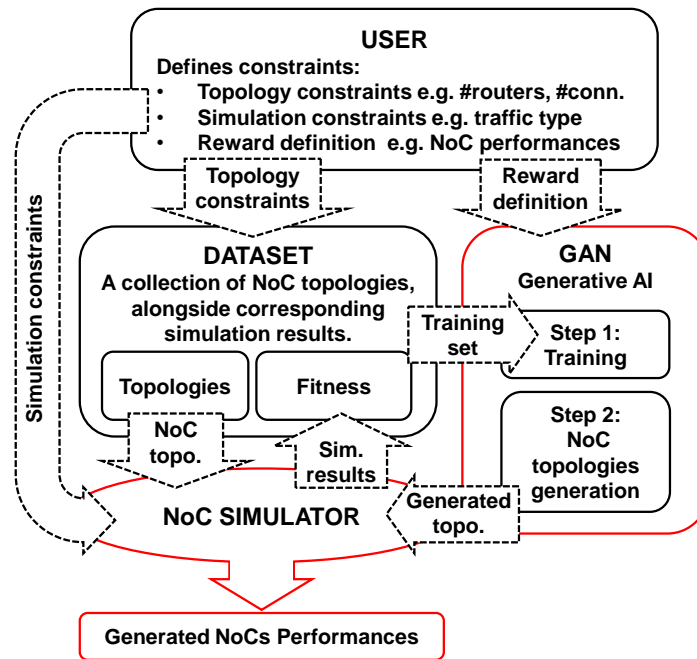 USER
Defines constraints:
• Topology constraints e.g. #routers, #conn.
• Simulation constraints e.g. traffic type
• Reward definition e.g. NoC performances
Simulation constraints
Topology
constraints
Reward
definition
DATASET
A collection of NoC topologies,
alongside corresponding
simulation results.
Topologies
Fitness
Training
set
GAN
Generative AI
Step 1:
Training
Step 2:
NoC
topologies
generation
NoC
topo.
Sim.
results
Generated
topo.
NoC SIMULATOR
Generated NoCs Performances